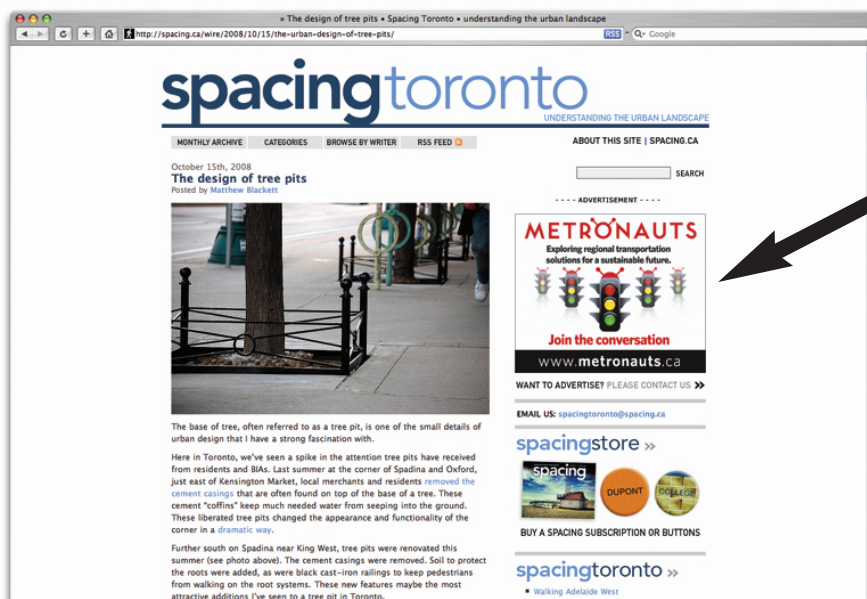 » The design of tree pits • Spacing Toronto • understanding the urban landscape
http://spacing.ca/wire/2008/10/15/the-urban-design-of-tree-pits/
RSS
Google
spacingtoronto
UNDERSTANDING THE URBAN LANDSCAPE
MONTHLY ARCHIVE CATEGORIES BROWSE BY WRITER RSS FEED
ABOUT THIS SITE | SPACING.CA
October 15th, 2008
The design of tree pits
Posted by Matthew Blackett
The base of tree, often referred to as a tree pit, is one of the small details of
urban design that I have a strong fascination with.
Here in Toronto, we've seen a spike in the attention tree pits have received
from residents and BIAs. Last summer at the corner of Spadina and Oxford,
just east of Kensington Market, local merchants and residents removed the
cement casings that are often found on top of the base of a tree. These
cement "coffins" keep much needed water from seeping into the ground.
These liberated tree pits changed the appearance and functionality of the
corner in a dramatic way.
Further south on Spadina near King West, tree pits were renovated this
summer (see photo above). The cement casings were removed. Soil to protect
the roots were added, as were black cast-iron railings to keep pedestrians
from walking on the root systems. These new features maybe the most
attractive additions I've seen to a tree pit in Toronto.
SEARCH
- - - - ADVERTISEMENT - - - -
METRONAUTS
Exploring regional transportation
solutions for a sustainable future.
Join the conversation
www.metronauts.ca
WANT TO ADVERTISE? PLEASE CONTACT US »
EMAIL US: spacingtoronto@spacing.ca
spacingstore »
spacing
DUPONT
COLLEGE
BUY A SPACING SUBSCRIPTION OR BUTTONS
spacingtoronto »
Walking Adelaide West